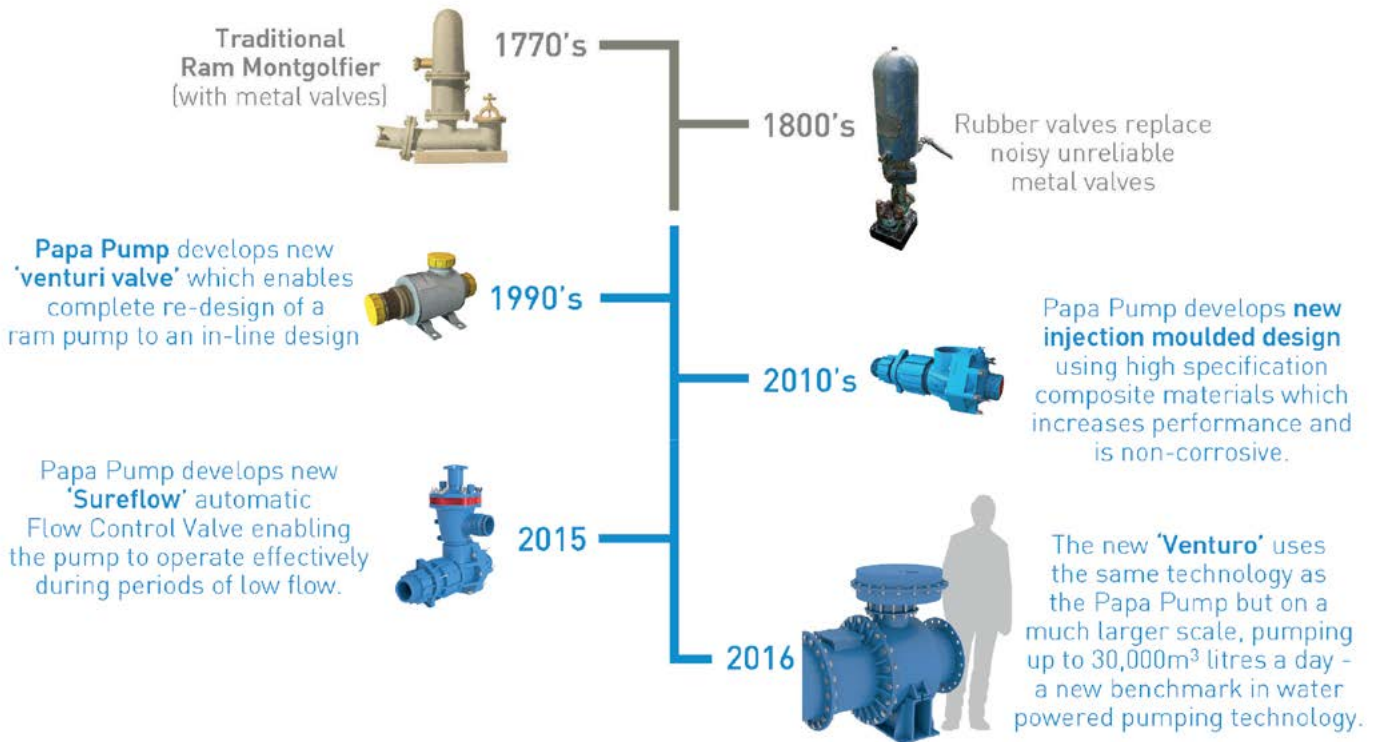 Traditional
Ram Montgolfier
(with metal valves)
1770's
1800's
Rubber valves replace
noisy unreliable
metal valves
Papa Pump develops new
'venturi valve' which enables
complete re-design of a
ram pump to an in-line design
1990's
2010's
Papa Pump develops new
injection moulded design
using high specification
composite materials which
increases performance and
is non-corrosive.
Papa Pump develops new
'Sureflow' automatic
Flow Control Valve enabling
the pump to operate effectively
during periods of low flow.
2015
2016
The new 'Venturo' uses
the same technology as
the Papa Pump but on a
much larger scale, pumping
up to 30,000m³ litres a day -
a new benchmark in water
powered pumping technology.